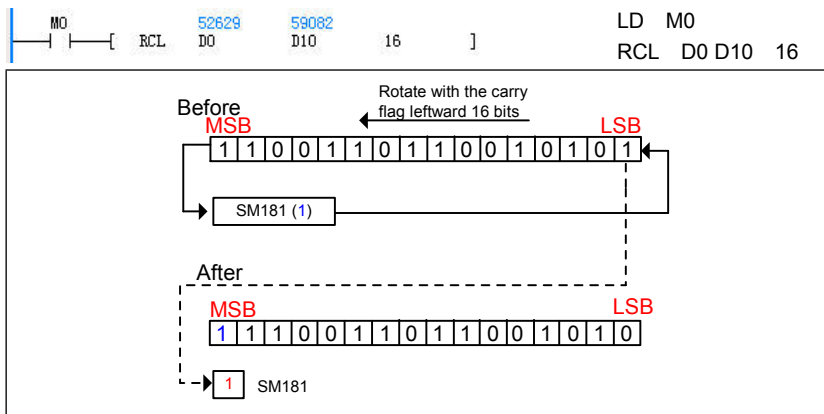 M0 52629 59082
[ RCL D0 D10 16 ]
LD M0
RCL D0 D10 16
Rotate with the carry
flag leftward 16 bits
Before
MSB LSB
1 1 0 0 1 1 0 1 1 0 0 1 0 1 0 1
SM181 (1)
After
MSB LSB
1 1 1 0 0 1 1 0 1 1 0 0 1 0 1 0
1 SM181